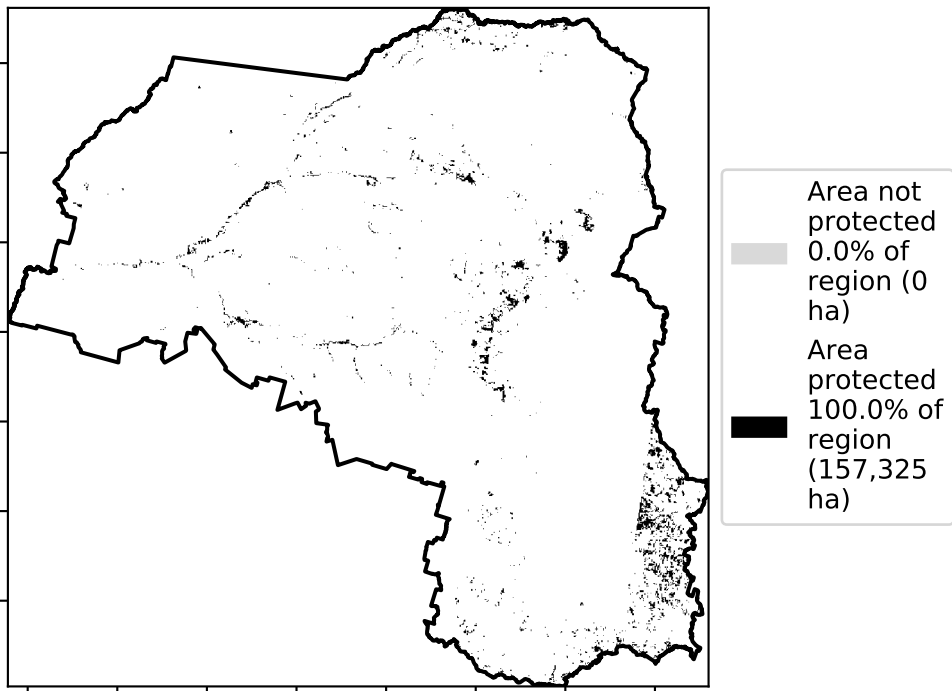 Area not
protected
0.0% of
region (0
ha)
Area
protected
100.0% of
region
(157,325
ha)